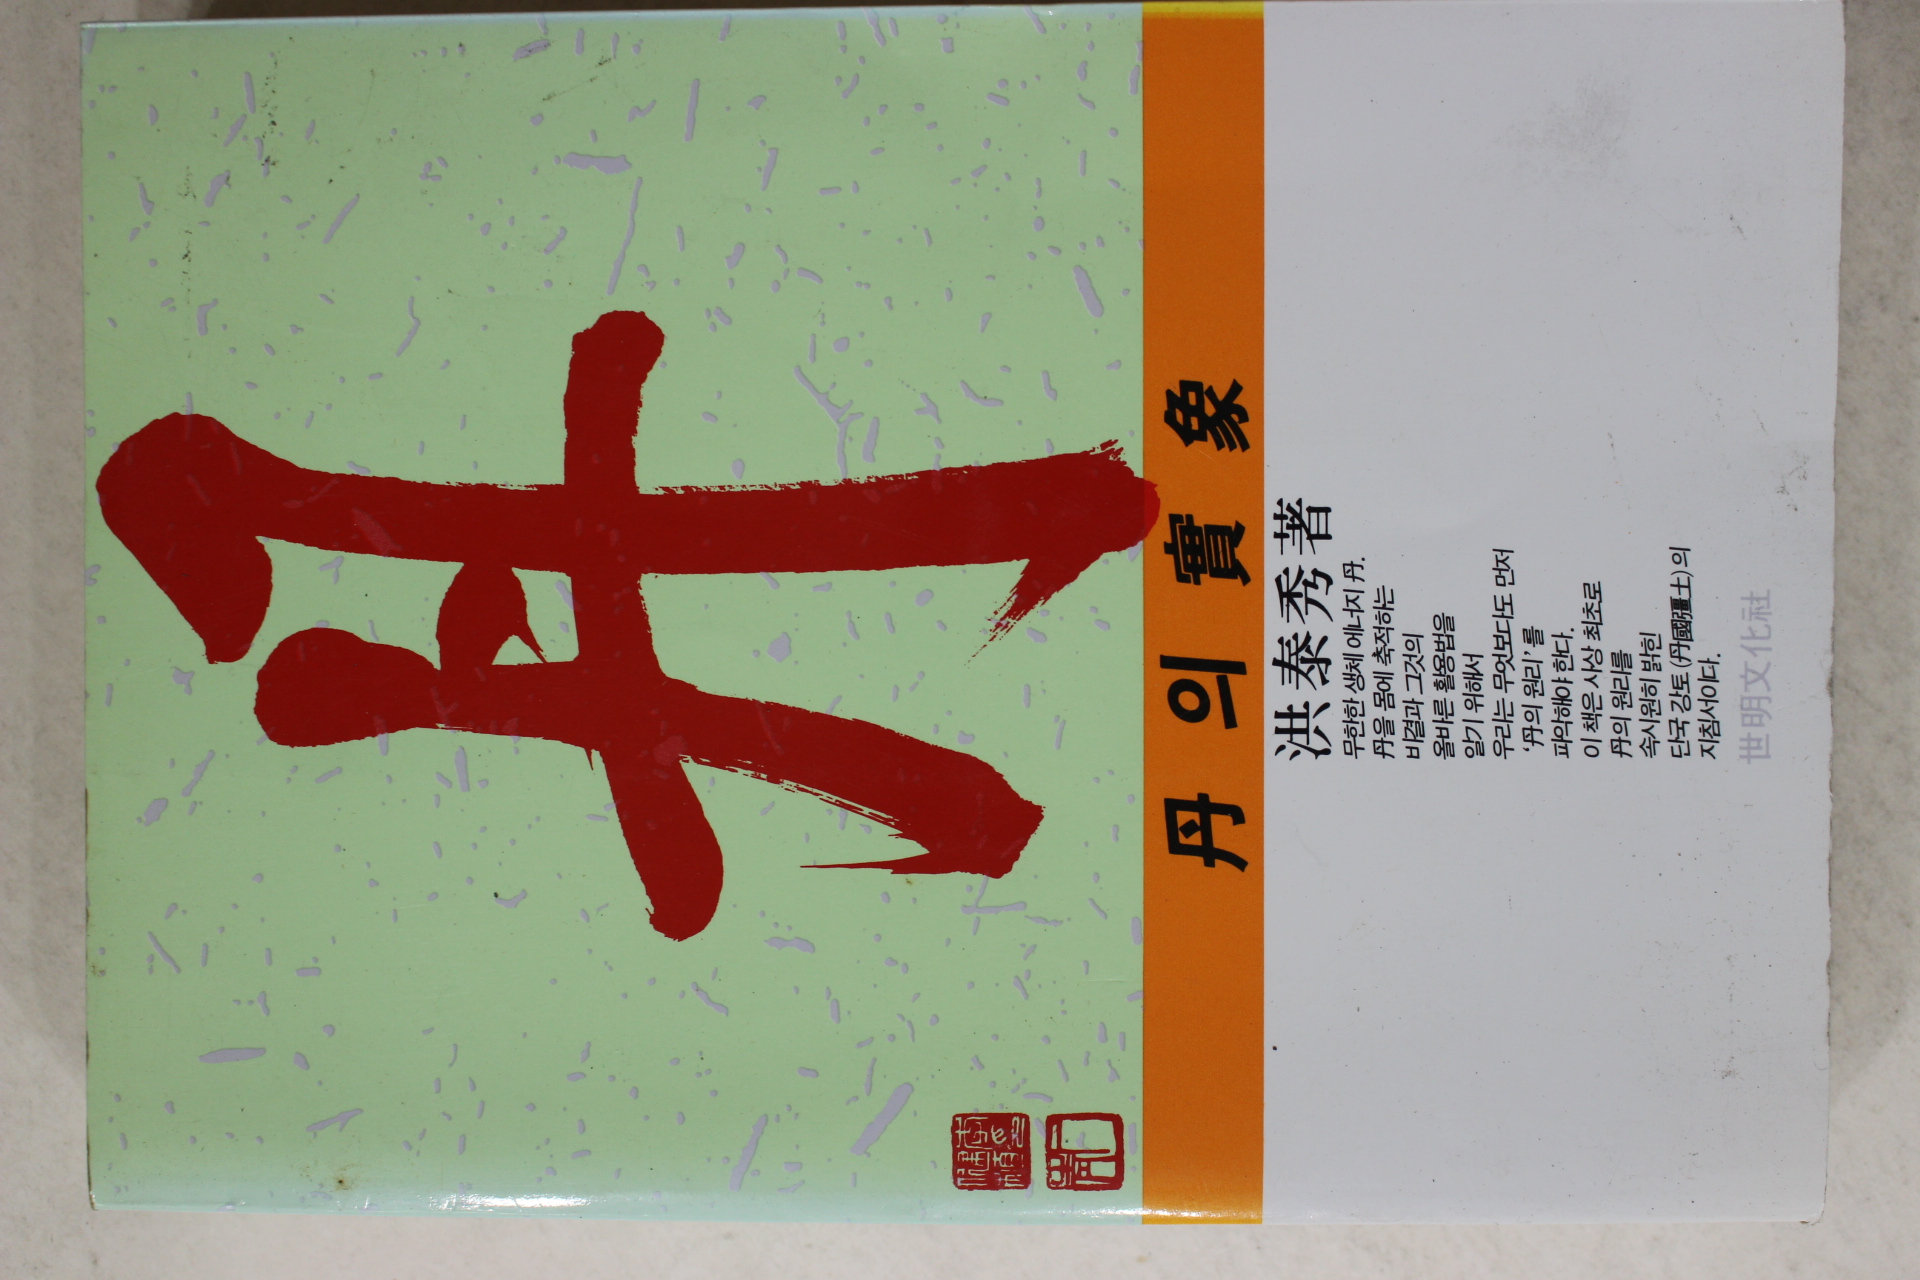 丹
丹의 實象
洪泰秀著
무한한 생체 에너지 丹.
丹을 몸에 축적하는
비결과 그것의
올바른 활용법을
알기 위해서
우리는 무엇보다도 먼저
‘丹의 원리’를
파악해야 한다.
이 책은 사상 최초로
丹의 원리를
속시원히 밝힌
단국 강토(丹國疆土)의
지침서이다.
世明文化社